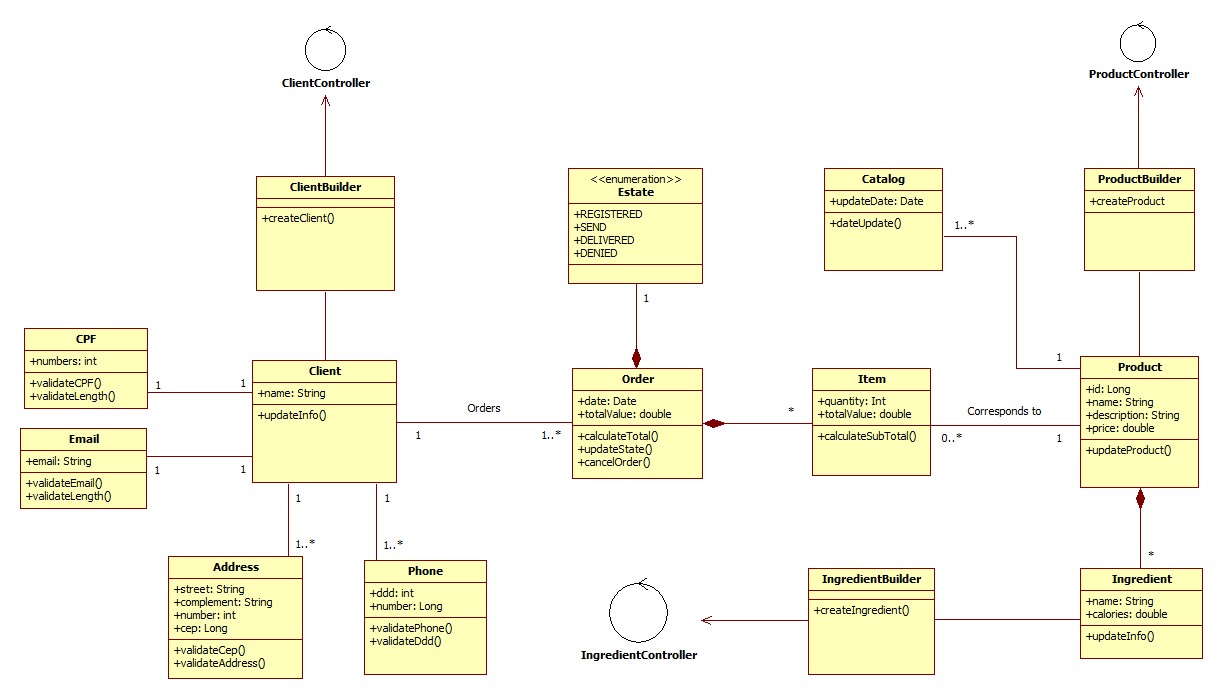 ClientController
ProductController
ClientBuilder
+createClient()
<<enumeration>>
Estate
+REGISTERED
+SEND
+DELIVERED
+DENIED
1
Catalog
+updateDate: Date
+dateUpdate()
1..*
ProductBuilder
+createProduct
CPF
+numbers: int
+validateCPF()
+validateLength()
1
1
Email
+email: String
+validateEmail()
+validateLength()
1
1
Client
+name: String
+updateInfo()
Orders
1
1..*
Order
+date: Date
+totalValue: double
+calculateTotal()
+updateState()
+cancelOrder()
*
Item
+quantity: Int
+totalValue: double
+calculateSubTotal()
Corresponds to
0..*
1
1
Product
+id: Long
+name: String
+description: String
+price: double
+updateProduct()
1
1..*
1
1..*
Address
+street: String
+complement: String
+number: int
+cep: Long
+validateCep()
+validateAddress()
Phone
+ddd: int
+number: Long
+validatePhone()
+validateDdd()
IngredientController
IngredientBuilder
+createIngredient()
*
Ingredient
+name: String
+calories: double
+updateInfo()